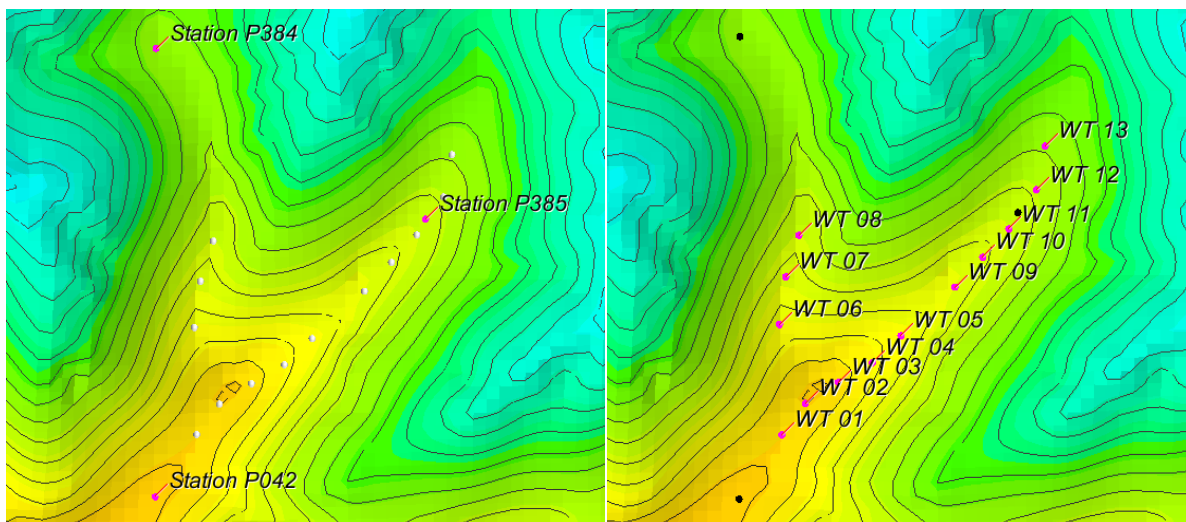 Station P384
Station P385
Station P042
WT 13
WT 12
WT 11
WT 08
WT 10
WT 07
WT 09
WT 06
WT 05
WT 04
WT 03
WT 02
WT 01